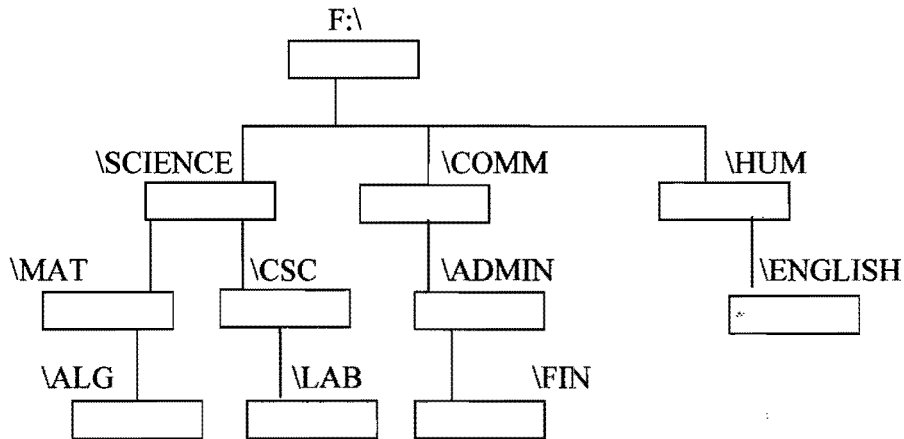 F:\
\SCIENCE \COMM \HUM
\MAT \CSC \ADMIN \ENGLISH
\ALG \LAB \FIN